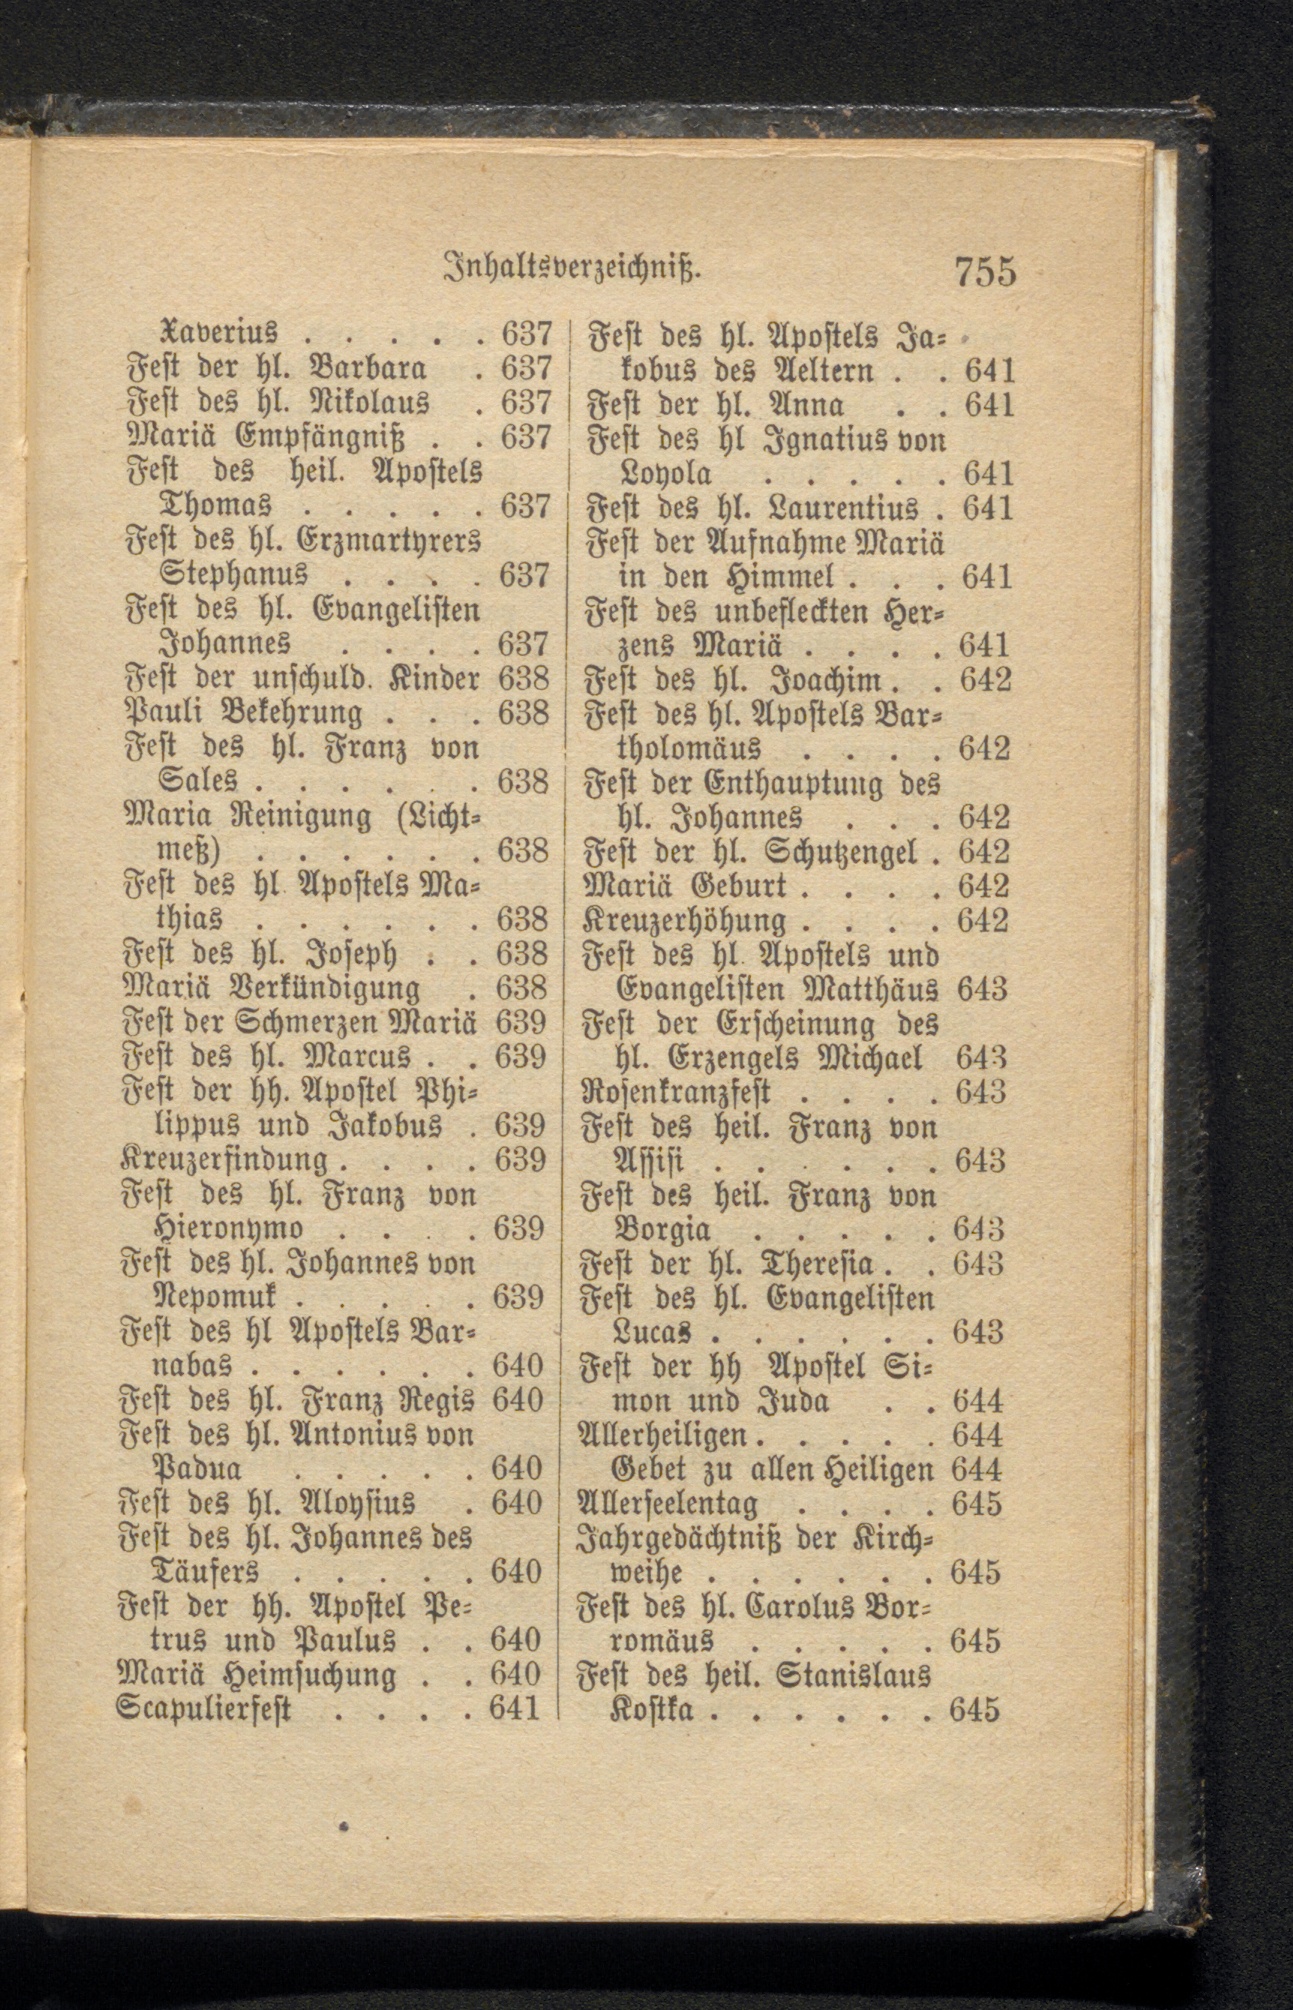 Inhaltsverzeichniß. 755
Xaverius . . . . . 637
Fest der hl. Barbara . 637
Fest des hl. Nikolaus . 637
Mariä Empfängniß . . 637
Fest des heil. Apostels
Thomas . . . . . 637
Fest des hl. Erzmartyrers
Stephanus . . . . 637
Fest des hl. Evangelisten
Johannes . . . . 637
Fest der unschuld. Kinder 638
Pauli Bekehrung . . . 638
Fest des hl. Franz von
Sales . . . . . . 638
Maria Reinigung (Licht-
meß) . . . . . . 638
Fest des hl. Apostels Ma-
thias . . . . . . 638
Fest des hl. Joseph . . 638
Mariä Verkündigung . 638
Fest der Schmerzen Mariä 639
Fest des hl. Marcus . . 639
Fest der hh. Apostel Phi-
lippus und Jakobus . 639
Kreuzerfindung . . . . 639
Fest des hl. Franz von
Hieronymo . . . . 639
Fest des hl. Johannes von
Nepomuk . . . . . 639
Fest des hl Apostels Bar-
nabas . . . . . . 640
Fest des hl. Franz Regis 640
Fest des hl. Antonius von
Padua . . . . . 640
Fest des hl. Aloysius . 640
Fest des hl. Johannes des
Täufers . . . . . 640
Fest der hh. Apostel Pe-
trus und Paulus . . 640
Mariä Heimsuchung . . 640
Scapulierfest . . . . 641
Fest des hl. Apostels Ja-
kobus des Aeltern . . 641
Fest der hl. Anna . . 641
Fest des hl Ignatius von
Loyola . . . . . 641
Fest des hl. Laurentius . 641
Fest der Aufnahme Mariä
in den Himmel . . . 641
Fest des unbefleckten Her-
zens Mariä . . . . 641
Fest des hl. Joachim . . 642
Fest des hl. Apostels Bar-
tholomäus . . . . 642
Fest der Enthauptung des
hl. Johannes . . . 642
Fest der hl. Schutzengel . 642
Mariä Geburt . . . . 642
Kreuzerhöhung . . . . 642
Fest des hl. Apostels und
Evangelisten Matthäus 643
Fest der Erscheinung des
hl. Erzengels Michael 643
Rosenkranzfest . . . . 643
Fest des heil. Franz von
Assisi . . . . . . 643
Fest des heil. Franz von
Borgia . . . . . 643
Fest der hl. Theresia . . 643
Fest des hl. Evangelisten
Lucas . . . . . . 643
Fest der hh Apostel Si-
mon und Juda . . 644
Allerheiligen . . . . . 644
Gebet zu allen Heiligen 644
Allerseelentag . . . . 645
Jahrgedächtniß der Kirch-
weihe . . . . . . 645
Fest des hl. Carolus Bor-
romäus . . . . . 645
Fest des heil. Stanislaus
Kostka . . . . . . 645